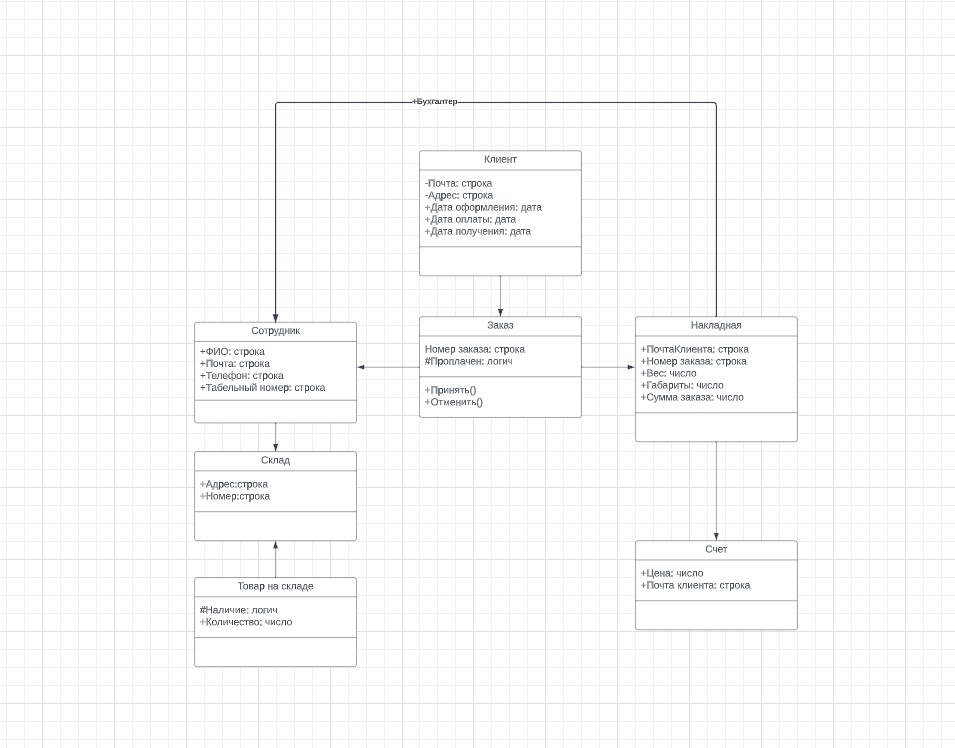 +Бухгалтер
Клиент
-Почта: строка
-Адрес: строка
+Дата оформления: дата
+Дата оплаты: дата
+Дата получения: дата
Сотрудник
+ФИО: строка
+Почта: строка
+Телефон: строка
+Табельный номер: строка
Заказ
Номер заказа: строка
#Проплачен: логич
+Принять()
+Отменить()
Накладная
+ПочтаКлиента: строка
+Номер заказа: строка
+Вес: число
+Габариты: число
+Сумма заказа: число
Склад
+Адрес:строка
+Номер:строка
Счет
+Цена: число
+Почта клиента: строка
Товар на складе
#Наличие: логич
+Количество: число